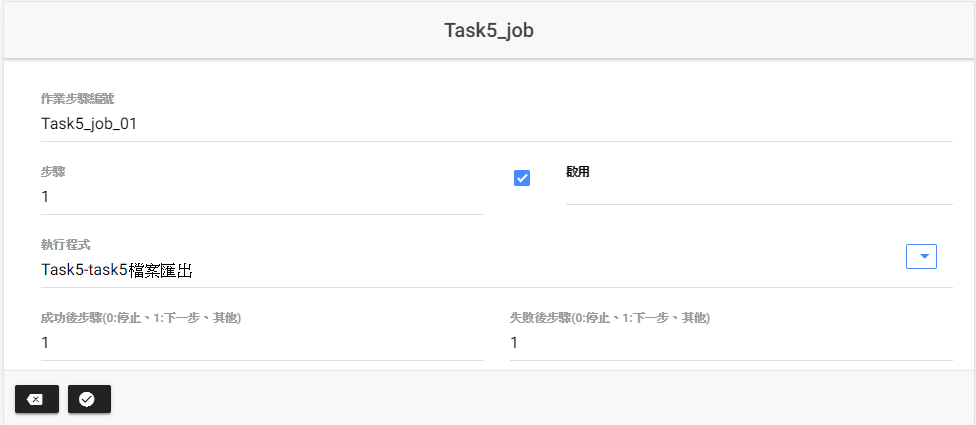 Task5_job
作業步驟編號
Task5_job_01
步驟
啟用
1
執行程式
Task5-task5檔案匯出
成功後步驟(0:停止、1:下一步、其他)
失敗後步驟(0:停止、1:下一步、其他)
1
1